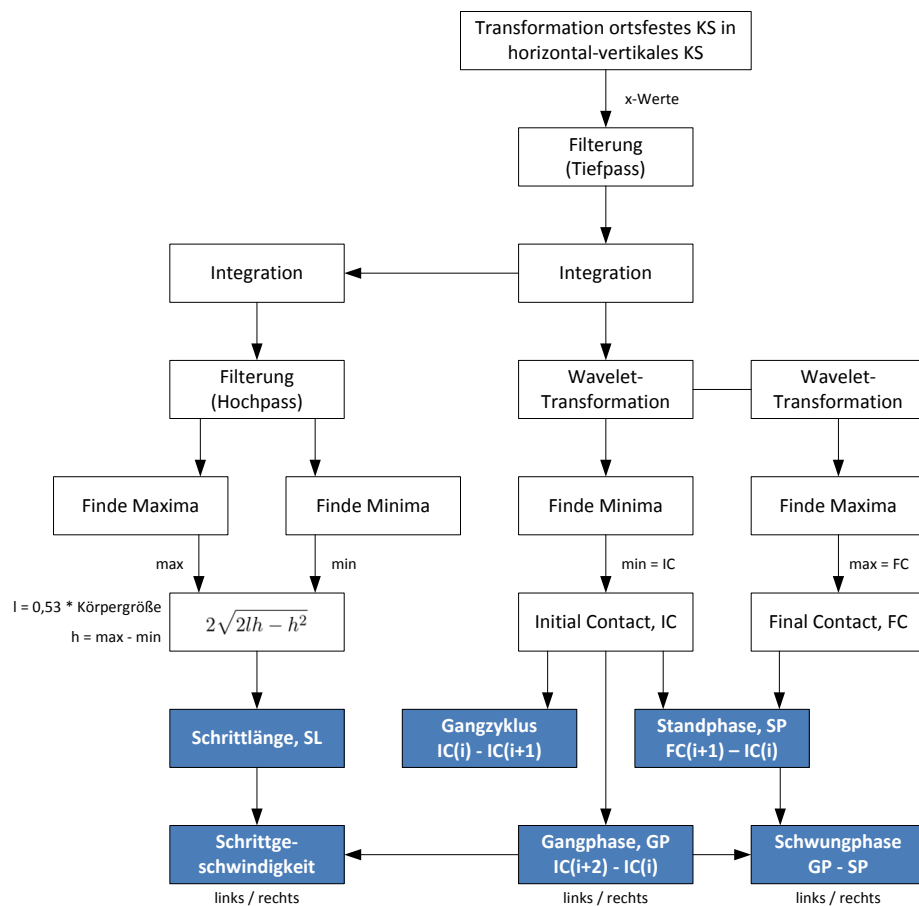 Transformation ortsfestes KS in
horizontal-vertikales KS
x-Werte
Filterung
(Tiefpass)
Integration
Integration
Filterung
(Hochpass)
Wavelet-
Transformation
Wavelet-
Transformation
Finde Maxima
Finde Minima
Finde Minima
Finde Maxima
max
min
min = IC
max = FC
l = 0,53 * Körpergröße
h = max - min
2√(2lh − h²)
Initial Contact, IC
Final Contact, FC
Schrittlänge, SL
Gangzyklus
IC(i) - IC(i+1)
Standphase, SP
FC(i+1) – IC(i)
Schrittge-
schwindigkeit
Gangphase, GP
IC(i+2) - IC(i)
Schwungphase
GP - SP
links / rechts
links / rechts
links / rechts